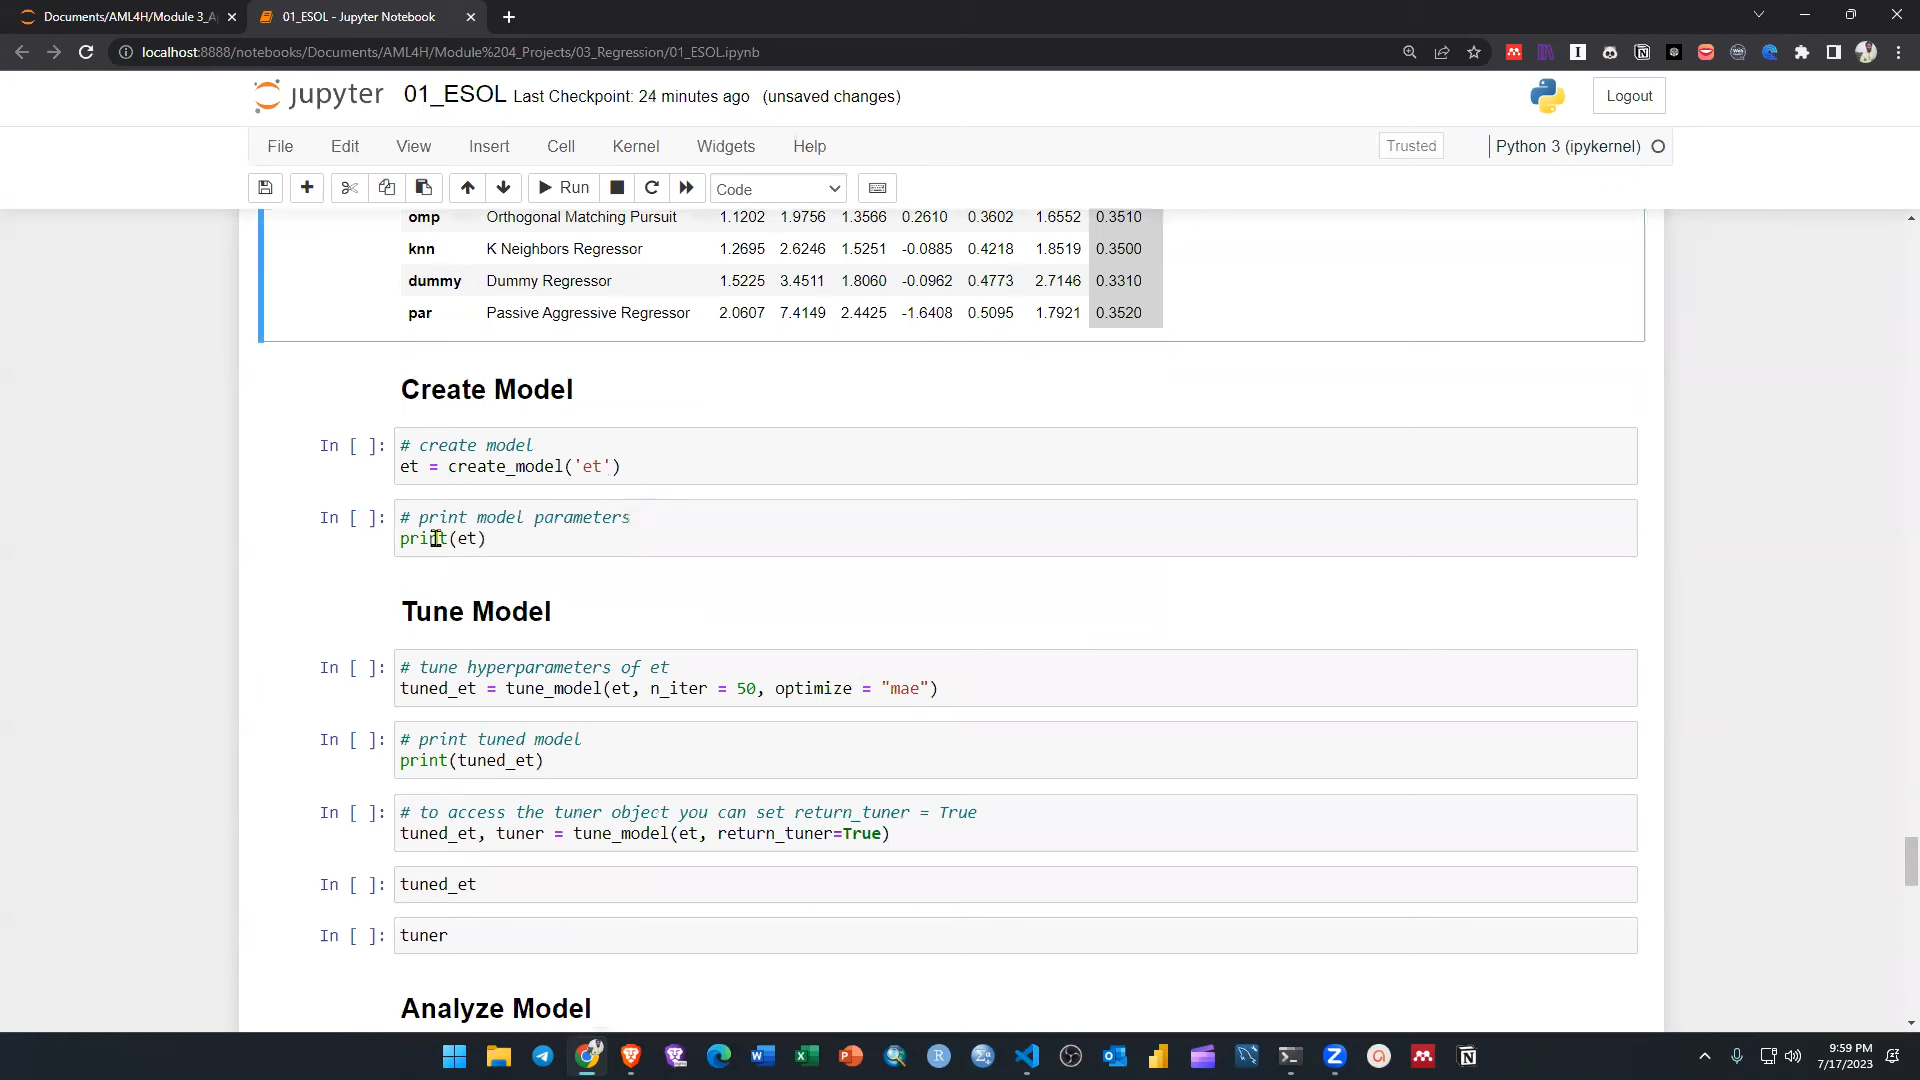 Documents/AML4H/Module 3_A
01_ESOL - Jupyter Notebook
localhost:8888/notebooks/Documents/AML4H/Module%204_Projects/03_Regression/01_ESOL.ipynb
jupyter 01_ESOL Last Checkpoint: 24 minutes ago (unsaved changes)
Logout
File Edit View Insert Cell Kernel Widgets Help
Trusted
Python 3 (ipykernel)
Run
Code
omp Orthogonal Matching Pursuit 1.1202 1.9756 1.3566 0.2610 0.3602 1.6552 0.3510
knn K Neighbors Regressor 1.2695 2.6246 1.5251 -0.0885 0.4218 1.8519 0.3500
dummy Dummy Regressor 1.5225 3.4511 1.8060 -0.0962 0.4773 2.7146 0.3310
par Passive Aggressive Regressor 2.0607 7.4149 2.4425 -1.6408 0.5095 1.7921 0.3520
Create Model
In [ ]: # create model
et = create_model('et')
In [ ]: # print model parameters
print(et)
Tune Model
In [ ]: # tune hyperparameters of et
tuned_et = tune_model(et, n_iter = 50, optimize = "mae")
In [ ]: # print tuned model
print(tuned_et)
In [ ]: # to access the tuner object you can set return_tuner = True
tuned_et, tuner = tune_model(et, return_tuner=True)
In [ ]: tuned_et
In [ ]: tuner
Analyze Model
9:59 PM
7/17/2023